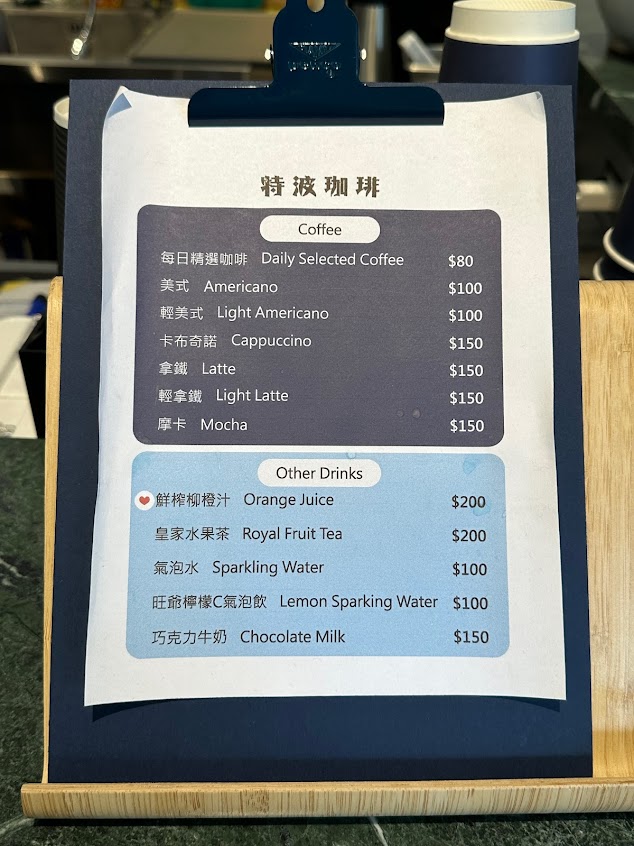 特波珈琲
Coffee
每日精選咖啡 Daily Selected Coffee $80
美式 Americano $100
輕美式 Light Americano $100
卡布奇諾 Cappuccino $150
拿鐵 Latte $150
輕拿鐵 Light Latte $150
摩卡 Mocha $150
Other Drinks
鮮榨柳橙汁 Orange Juice $200
皇家水果茶 Royal Fruit Tea $200
氣泡水 Sparkling Water $100
旺爺檸檬C氣泡飲 Lemon Sparking Water $100
巧克力牛奶 Chocolate Milk $150